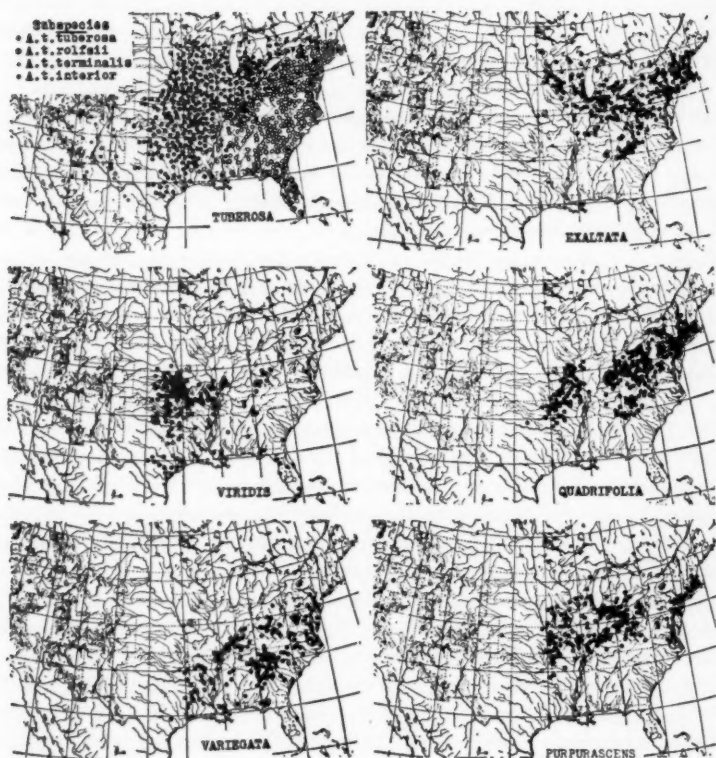 Subspecies
A.t.tuberosa
A.t.rolfsii
A.t.terminalis
A.t.interior
TUBEROSA
EXALTATA
VIRIDIS
QUADRIFOLIA
VARIEGATA
PURPURASCENS